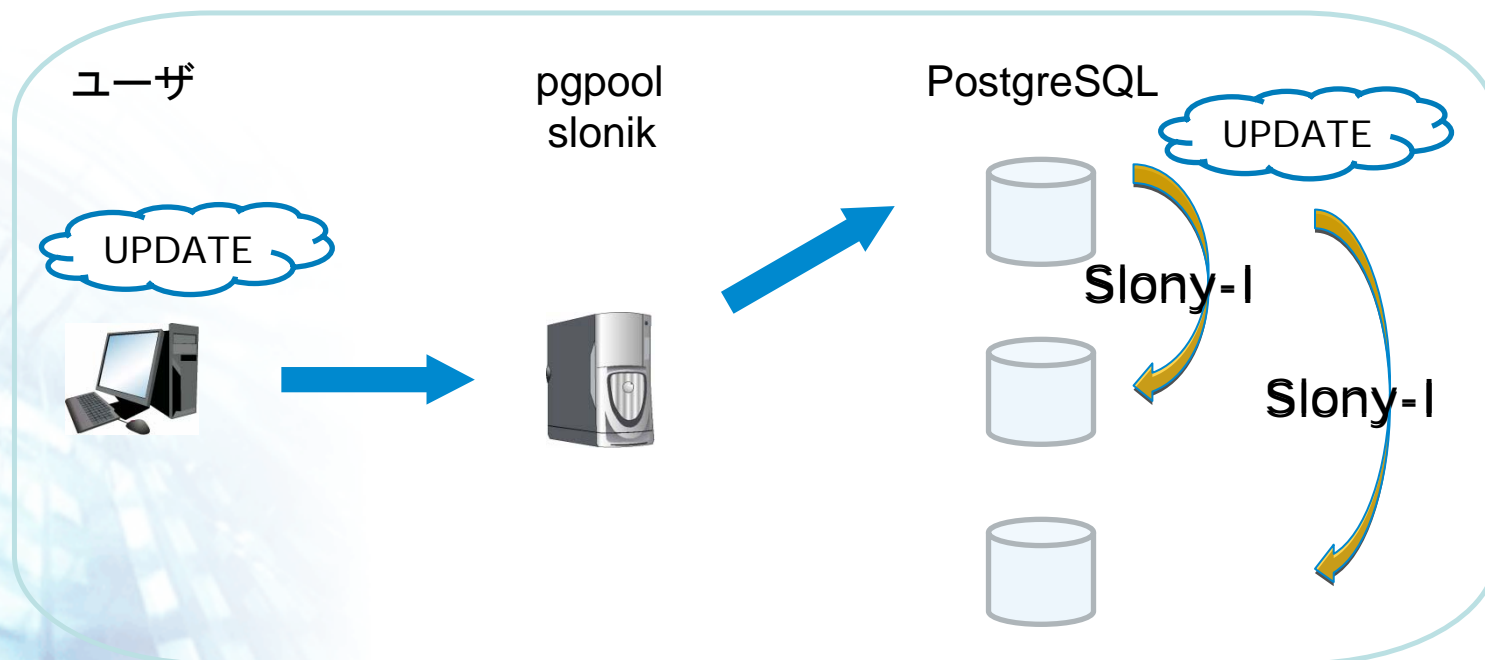 ユーザ
pgpool
slonik
PostgreSQL
UPDATE
UPDATE
Slony-I
Slony-I